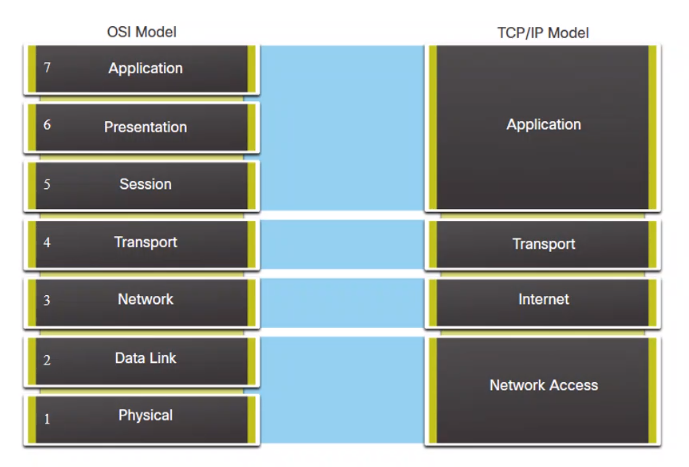 OSI Model
TCP/IP Model
7 Application
6 Presentation
5 Session
4 Transport
3 Network
2 Data Link
1 Physical
Application
Transport
Internet
Network Access